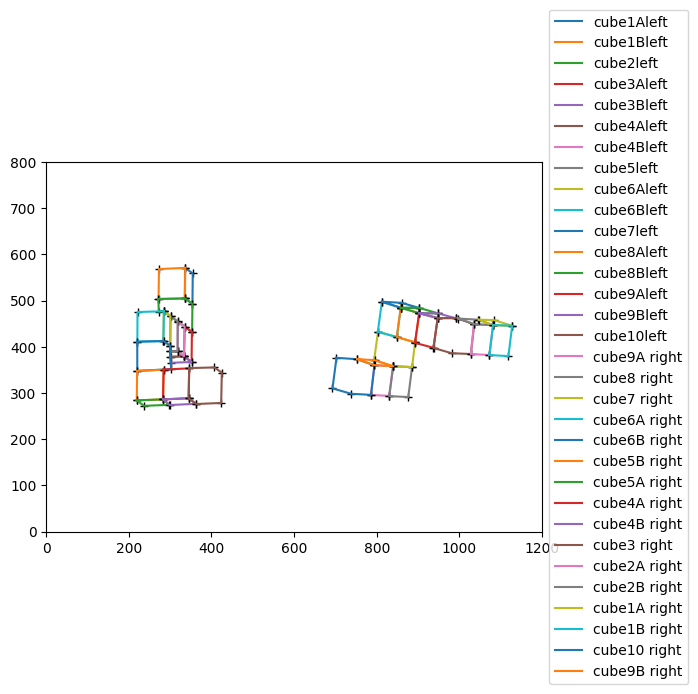 cube1Aleft
cube1Bleft
cube2left
cube3Aleft
cube3Bleft
cube4Aleft
cube4Bleft
cube5left
cube6Aleft
cube6Bleft
cube7left
cube8Aleft
cube8Bleft
cube9Aleft
cube9Bleft
cube10left
cube9A right
cube8 right
cube7 right
cube6A right
cube6B right
cube5B right
cube5A right
cube4A right
cube4B right
cube3 right
cube2A right
cube2B right
cube1A right
cube1B right
cube10 right
cube9B right
800
700
600
500
400
300
200
100
0
0 200 400 600 800 1000 1200